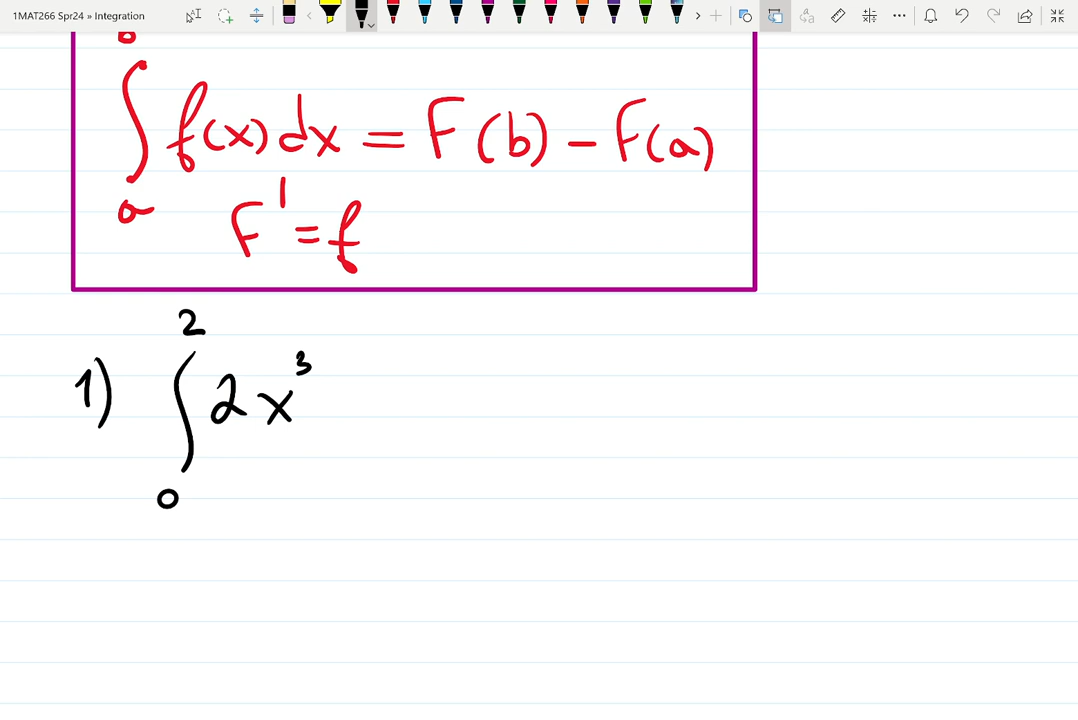 1MAT266 Spr24 » Integration
∫ₐᵇ f(x) dx = F(b) - F(a)
F' = f
1) ∫₀² 2x³